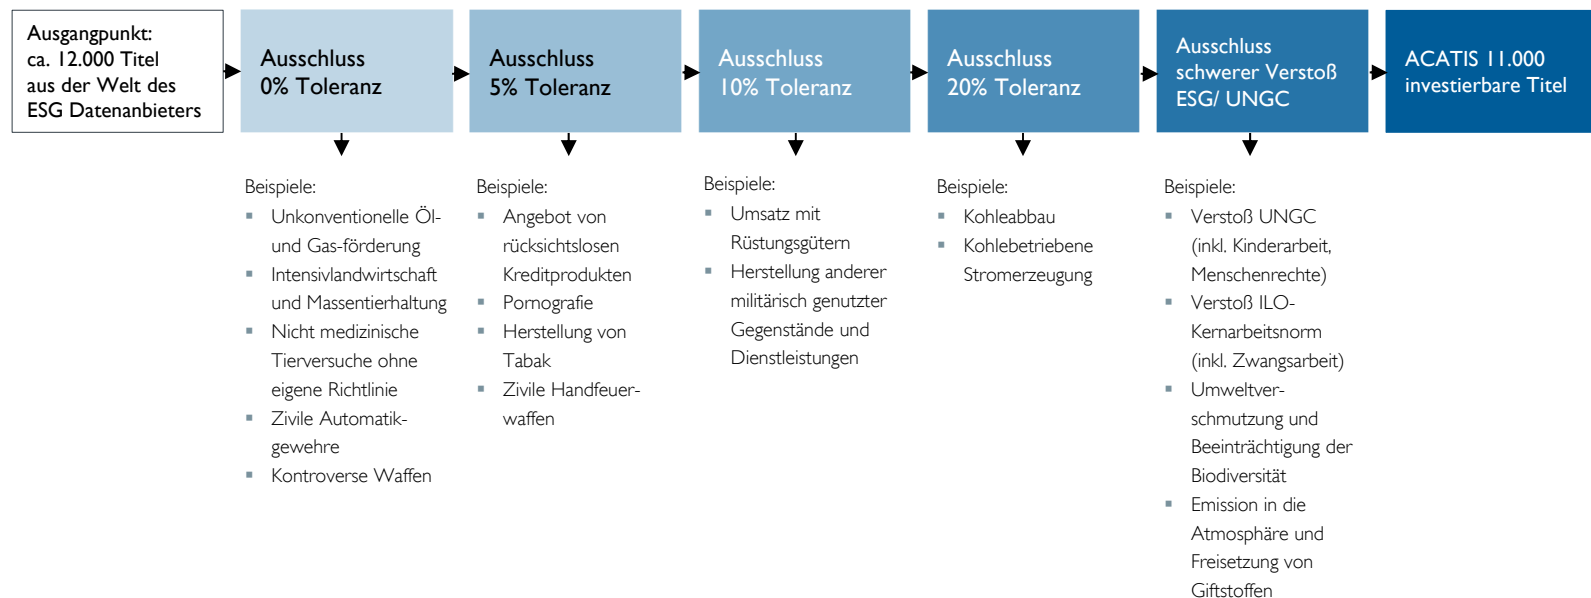 Ausgangpunkt:
ca. 12.000 Titel
aus der Welt des
ESG Datenanbieters
Ausschluss
0% Toleranz
Ausschluss
5% Toleranz
Ausschluss
10% Toleranz
Ausschluss
20% Toleranz
Ausschluss
schwerer Verstoß
ESG/ UNGC
ACATIS 11.000
investierbare Titel
Beispiele:
▪ Unkonventionelle Öl-
und Gas-förderung
▪ Intensivlandwirtschaft
und Massentierhaltung
▪ Nicht medizinische
Tierversuche ohne
eigene Richtlinie
▪ Zivile Automatik-
gewehre
▪ Kontroverse Waffen
Beispiele:
▪ Angebot von
rücksichtslosen
Kreditprodukten
▪ Pornografie
▪ Herstellung von
Tabak
▪ Zivile Handfeuer-
waffen
Beispiele:
▪ Umsatz mit
Rüstungsgütern
▪ Herstellung anderer
militärisch genutzter
Gegenstände und
Dienstleistungen
Beispiele:
▪ Kohleabbau
▪ Kohlebetriebene
Stromerzeugung
Beispiele:
▪ Verstoß UNGC
(inkl. Kinderarbeit,
Menschenrechte)
▪ Verstoß ILO-
Kernarbeitsnorm
(inkl. Zwangsarbeit)
▪ Umweltver-
schmutzung und
Beeinträchtigung der
Biodiversität
▪ Emission in die
Atmosphäre und
Freisetzung von
Giftstoffen